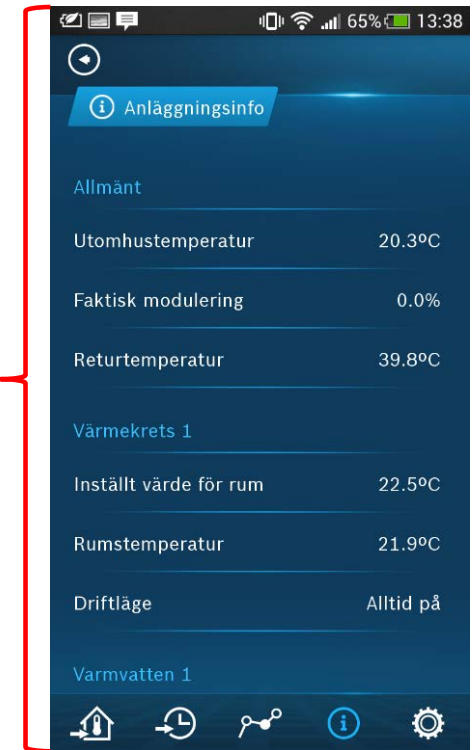 65% 13:38
Anläggningsinfo
Allmänt
Utomhustemperatur 20.3ºC
Faktisk modulering 0.0%
Returtemperatur 39.8ºC
Värmekrets 1
Inställt värde för rum 22.5ºC
Rumstemperatur 21.9ºC
Driftläge Alltid på
Varmvatten 1